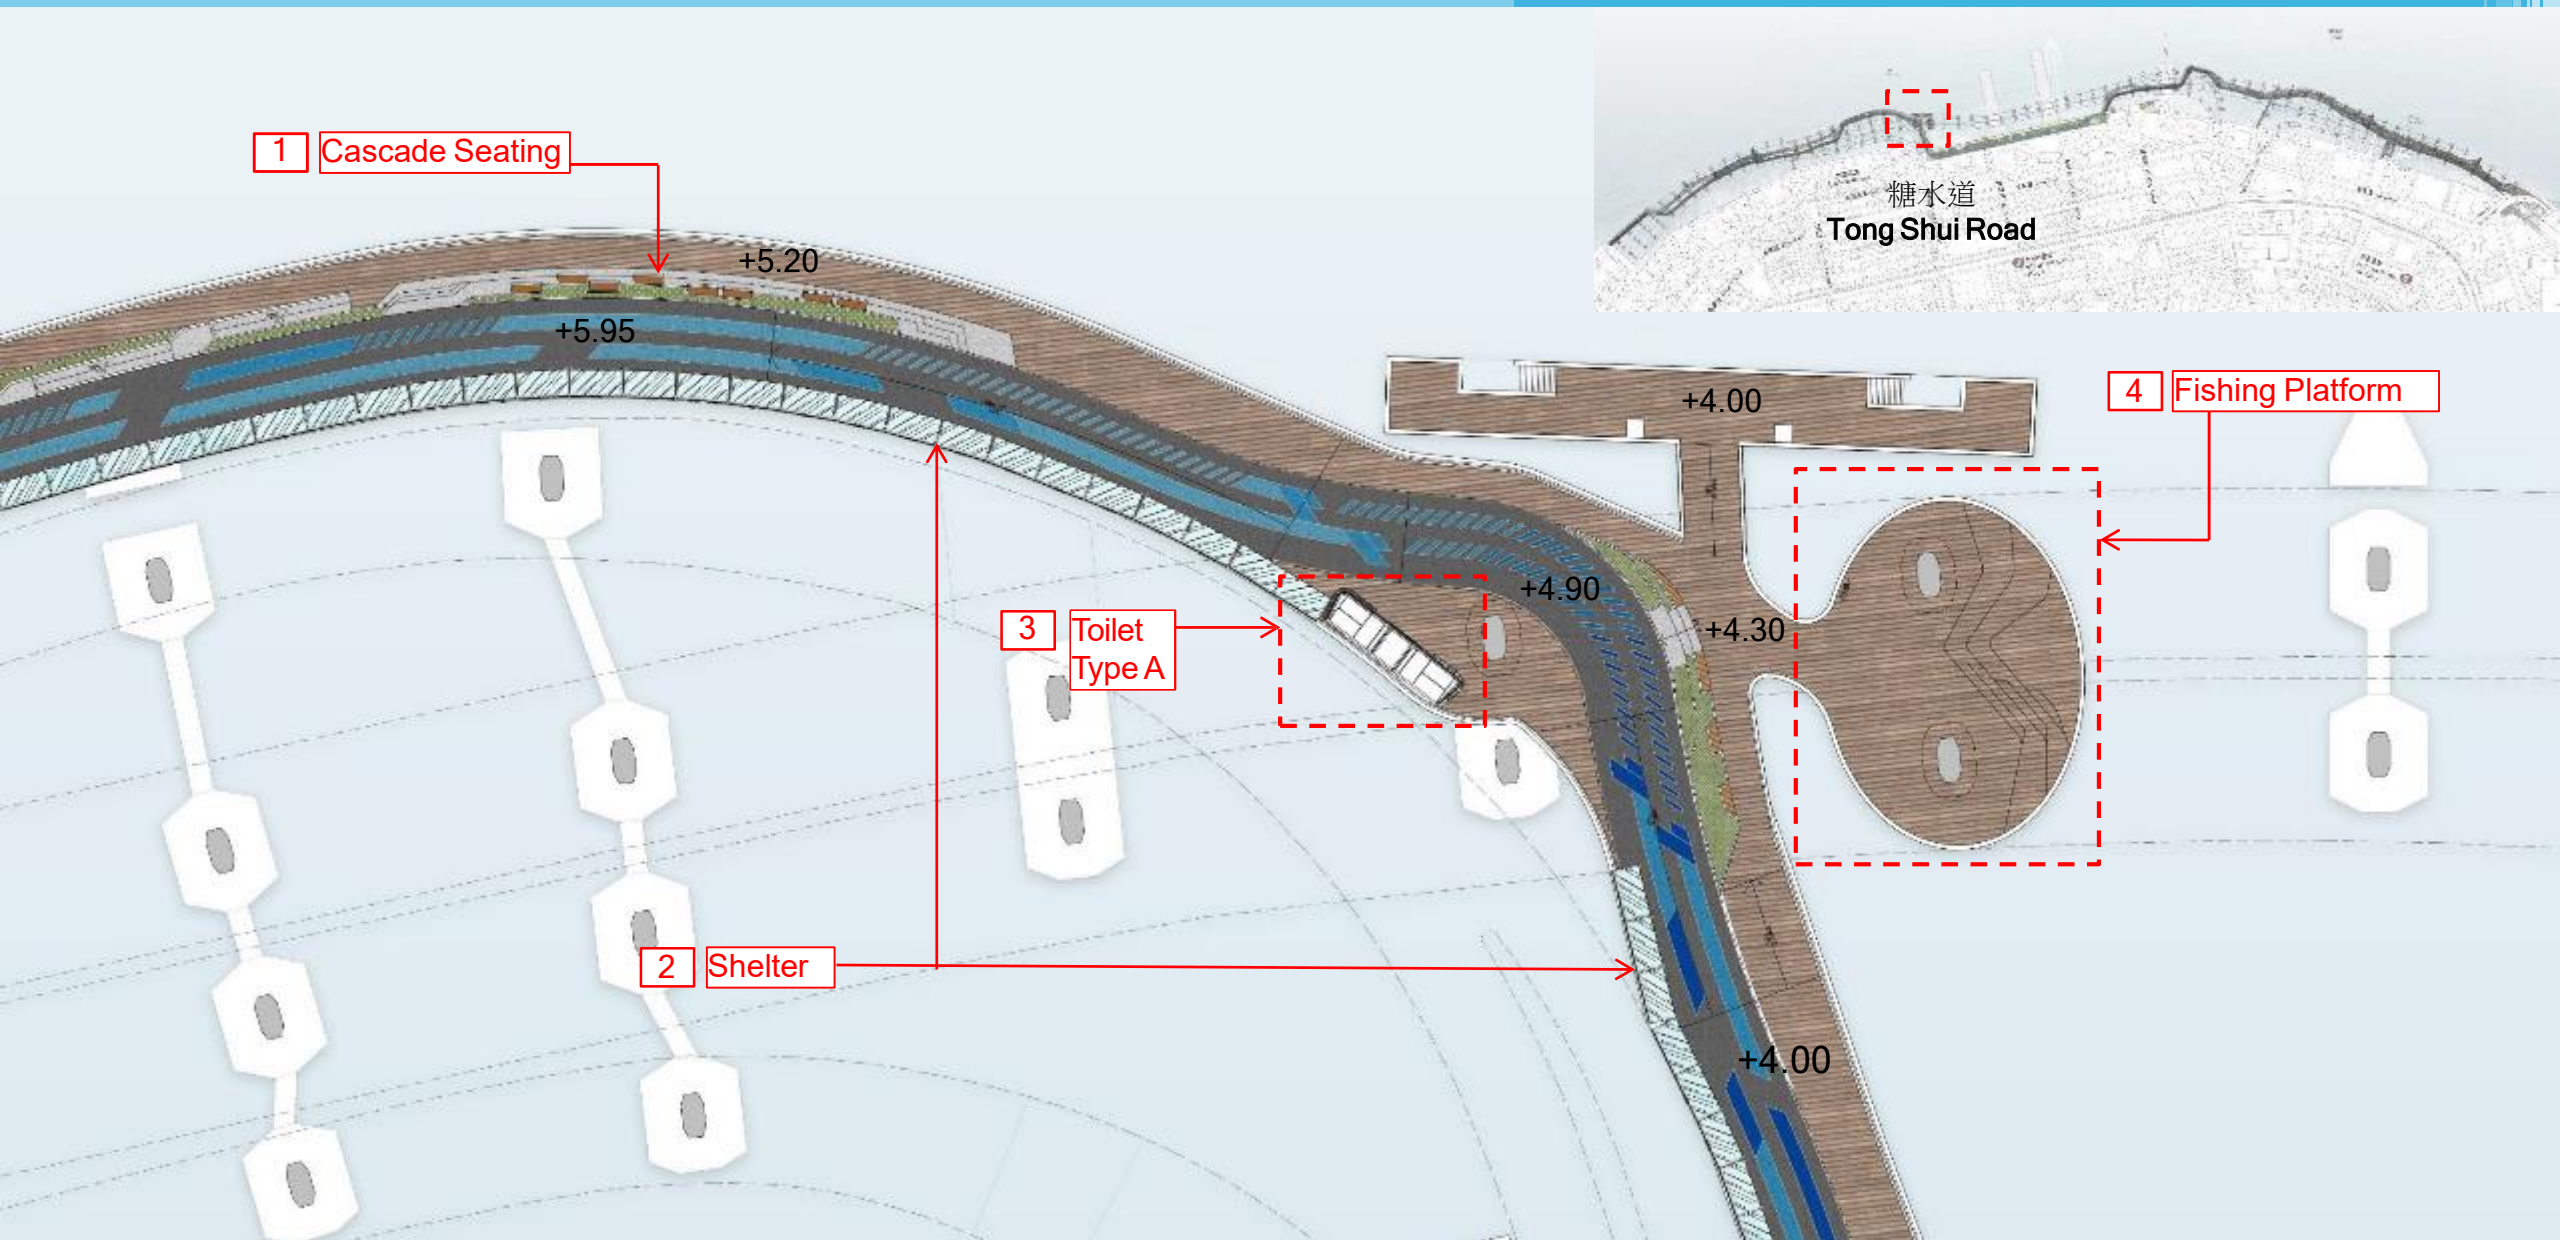 糖水道
Tong Shui Road
1 Cascade Seating
+5.20
+5.95
+4.00
4 Fishing Platform
+4.90
3 Toilet
Type A
+4.30
2 Shelter
+4.00